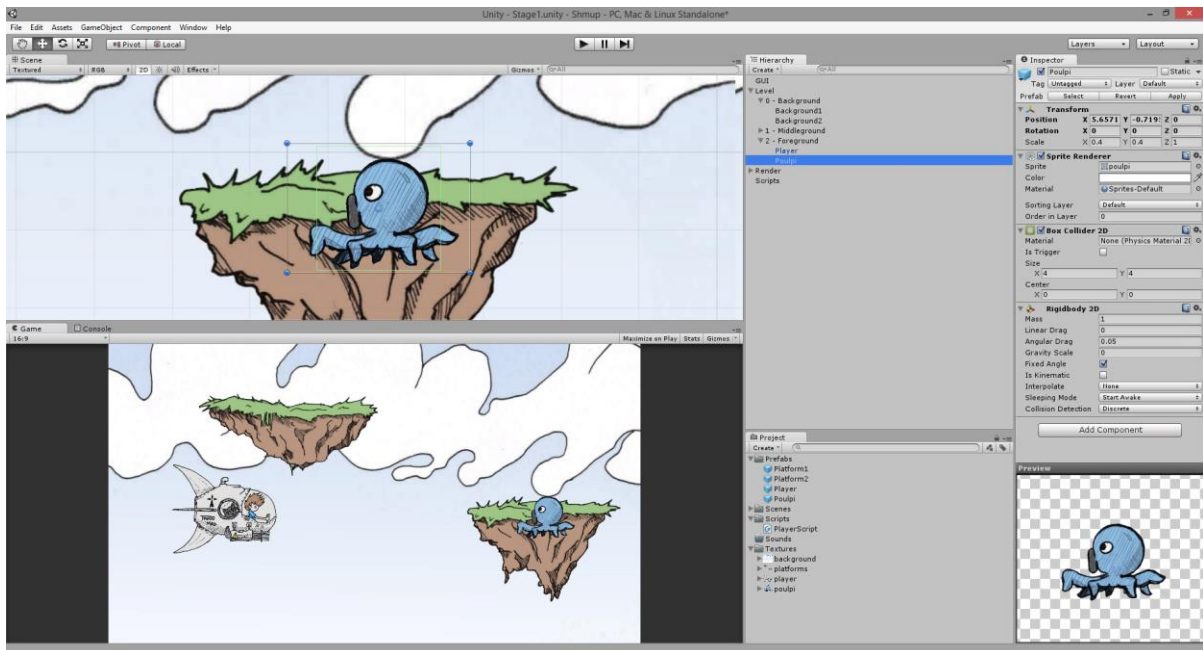 Unity - Stage1.unity - Shmup - PC, Mac & Linux Standalone*
File Edit Assets GameObject Component Window Help
Pivot Local Layers Layout
Scene
Textured RGB 2D Effects Gizmos All
Hierarchy
Create All
GUI
Level
0 - Background
Background1
Background2
1 - Middleground
2 - Foreground
Player
Poulpi
Render
Scripts
Game Console
16:9 Maximize on Play Stats Gizmos
Project
Create
Prefabs
Platform1
Platform2
Player
Poulpi
Scenes
Scripts
PlayerScript
Sounds
Textures
background
platforms
player
poulpi
Inspector
Poulpi Static
Tag Untagged Layer Default
Prefab Select Revert Apply
Transform
Position X 5.6571 Y -0.719 Z 0
Rotation X 0 Y 0 Z 0
Scale X 0.4 Y 0.4 Z 1
Sprite Renderer
Sprite poulpi
Color
Material Sprites-Default
Sorting Layer Default
Order in Layer 0
Box Collider 2D
Material None (Physics Material 2D
Is Trigger
Size
X 4 Y 4
Center
X 0 Y 0
Rigidbody 2D
Mass 1
Linear Drag 0
Angular Drag 0.05
Gravity Scale 0
Fixed Angle
Is Kinematic
Interpolate None
Sleeping Mode Start Awake
Collision Detection Discrete
Add Component
Preview